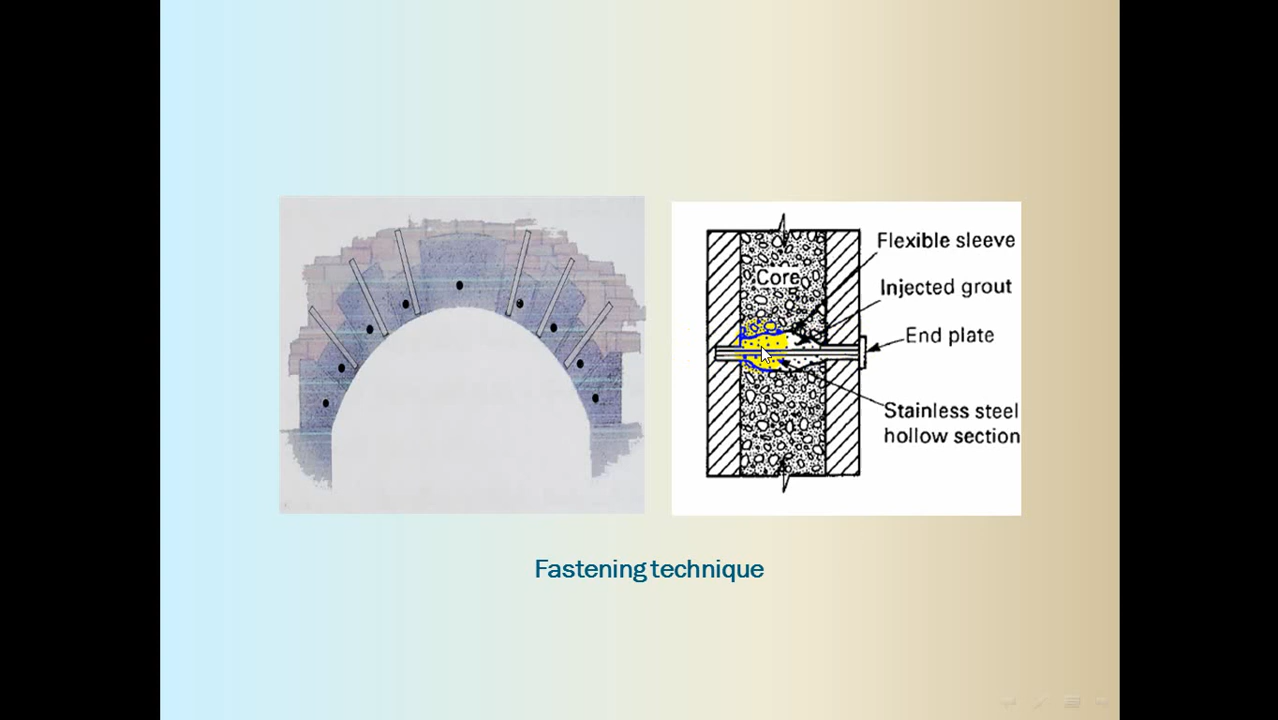 Flexible sleeve
Core
Injected grout
End plate
Stainless steel
hollow section
Fastening technique